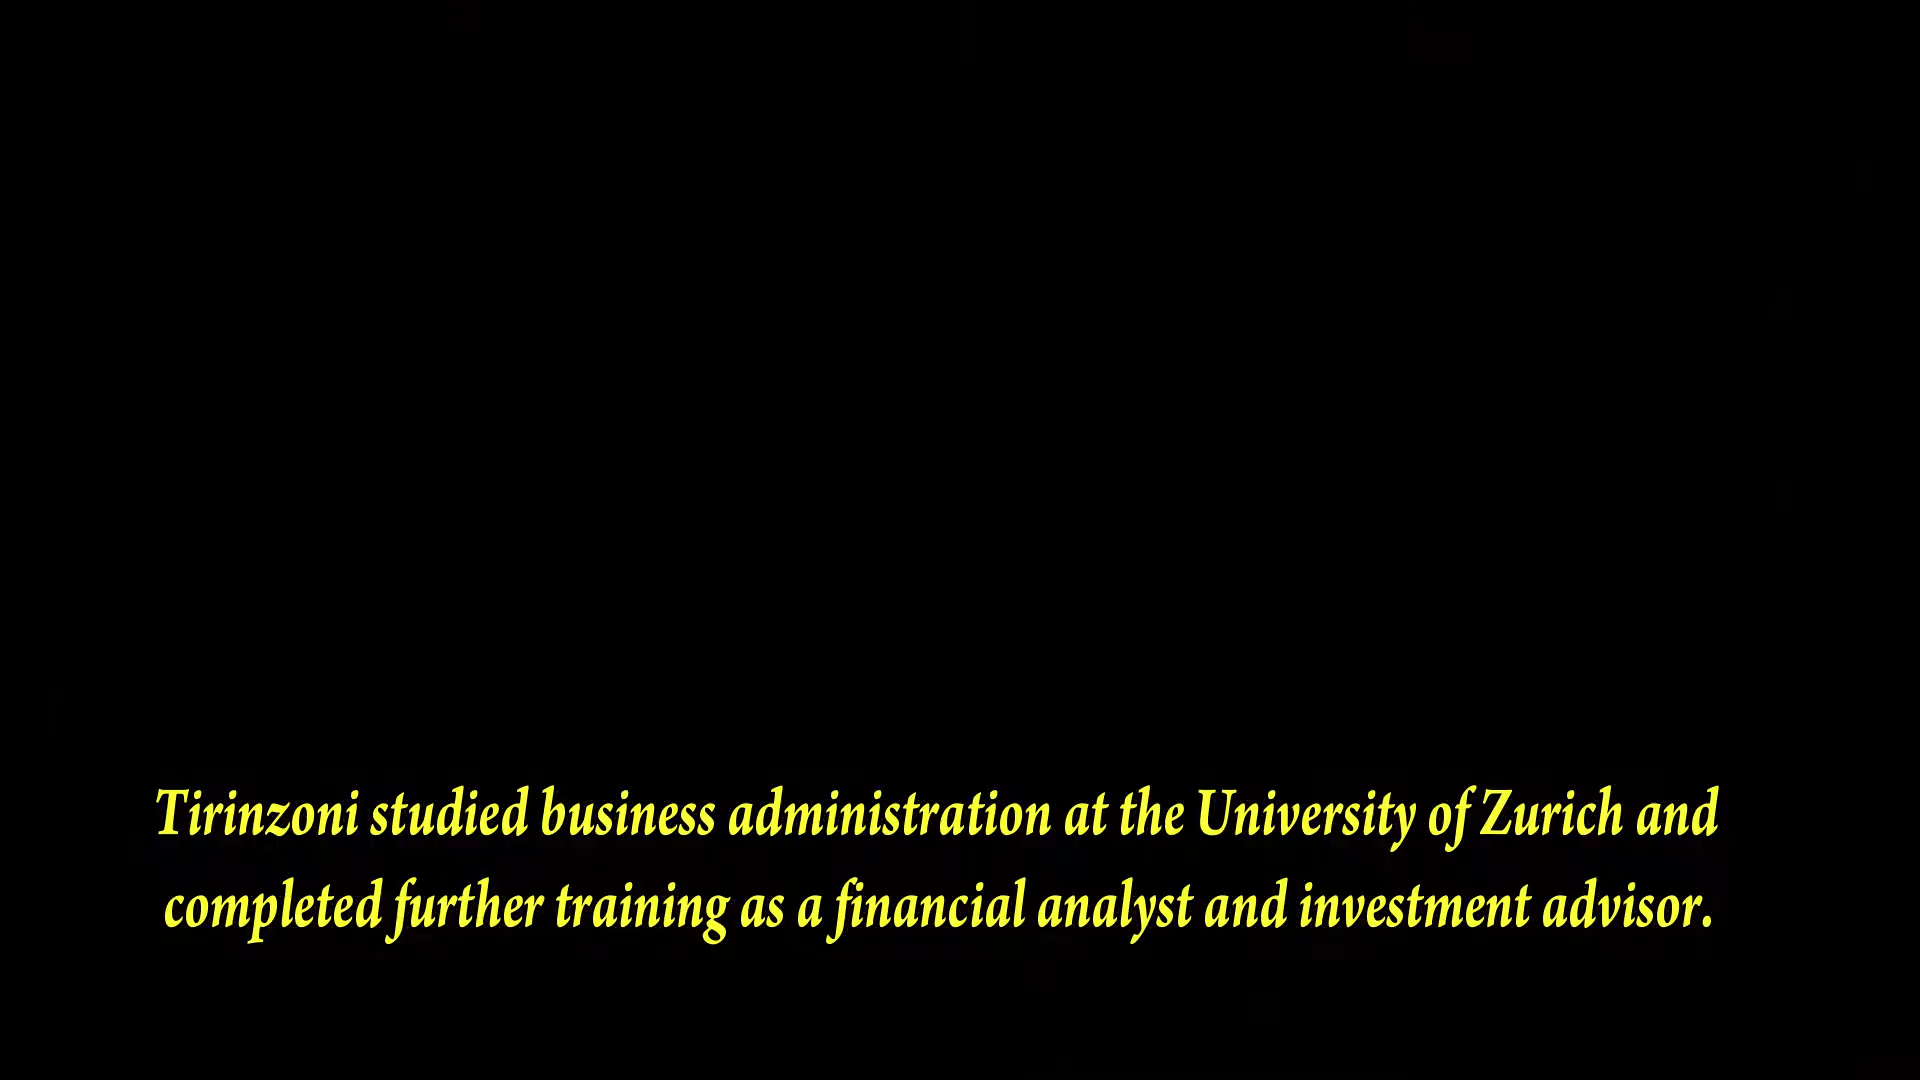 Tirinzoni studied business administration at the University of Zurich and
completed further training as a financial analyst and investment advisor.